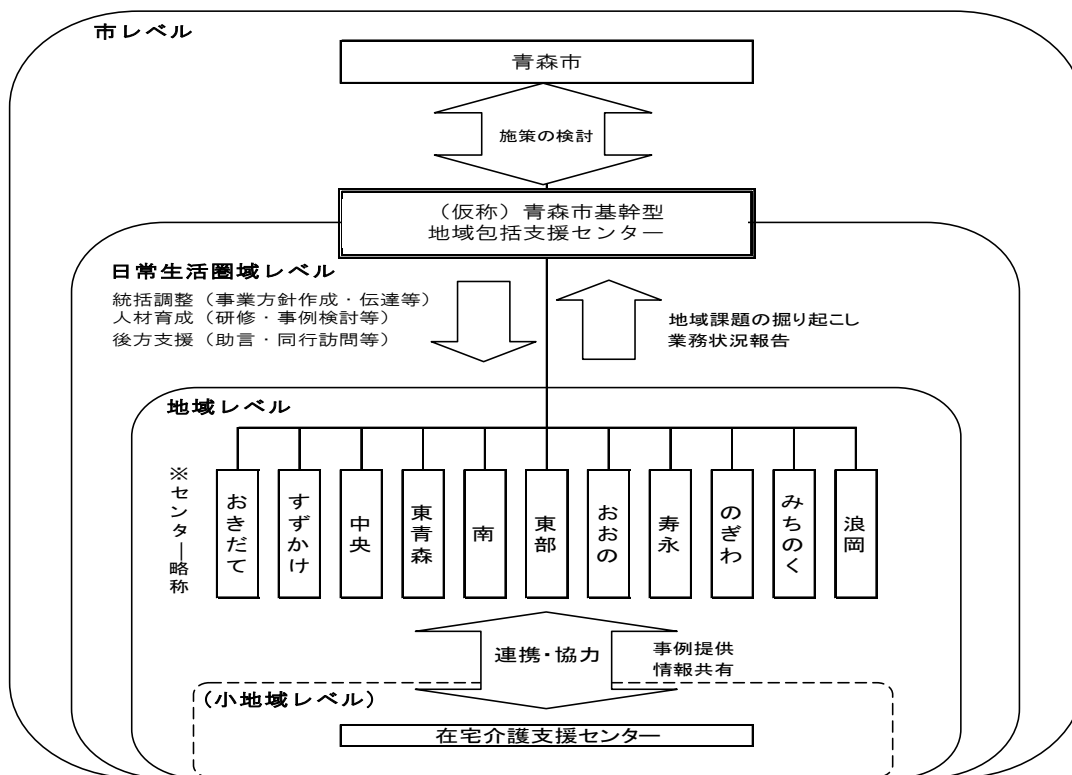 市レベル
青森市
施策の検討
（仮称）青森市基幹型
地域包括支援センター
日常生活圏域レベル
統括調整（事業方針作成・伝達等）
人材育成（研修・事例検討等）
後方支援（助言・同行訪問等）
地域課題の掘り起こし
業務状況報告
地域レベル
※センター略称
おきだて
すずかけ
中央
東青森
南
東部
おおの
寿永
のぎわ
みちのく
浪岡
連携・協力
事例提供
情報共有
(小地域レベル)
在宅介護支援センター